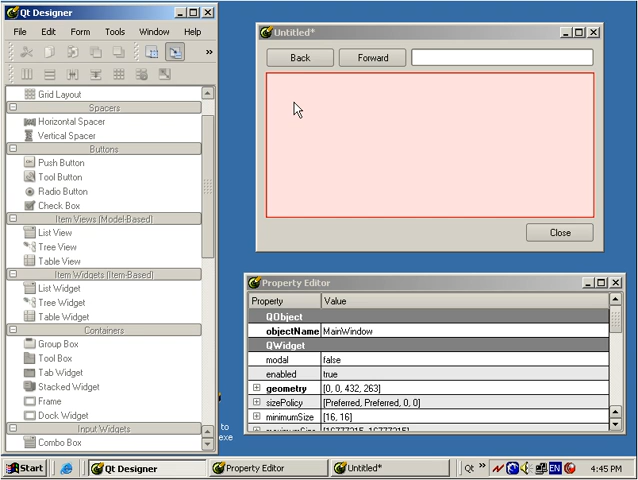 Qt Designer
File Edit Form Tools Window Help
»
Grid Layout
Spacers
Horizontal Spacer
Vertical Spacer
Buttons
Push Button
Tool Button
Radio Button
Check Box
Item Views (Model-Based)
List View
Tree View
Table View
Item Widgets (Item-Based)
List Widget
Tree Widget
Table Widget
Containers
Group Box
Tool Box
Tab Widget
Stacked Widget
Frame
Dock Widget
Input Widgets
Combo Box
Untitled*
Back Forward
Close
Property Editor
Property Value
QObject
objectName MainWindow
QWidget
modal false
enabled true
geometry [0, 0, 432, 263]
sizePolicy [Preferred, Preferred, 0, 0]
minimumSize [16, 16]
maximumSize [16777215, 16777215]
to
exe
Start Qt Designer Property Editor Untitled* Qt » EN 4:45 PM